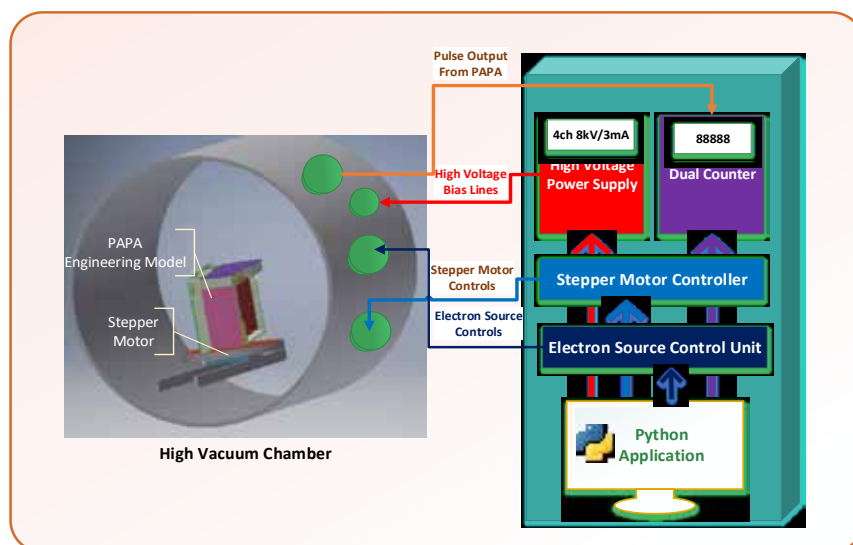 Pulse Output
From PAPA
4ch 8kV/3mA
88888
High Voltage
Power Supply
Dual Counter
High Voltage
Bias Lines
PAPA
Engineering Model
Stepper Motor
Controls
Stepper Motor Controller
Stepper
Motor
Electron Source
Controls
Electron Source Control Unit
Python
Application
High Vacuum Chamber